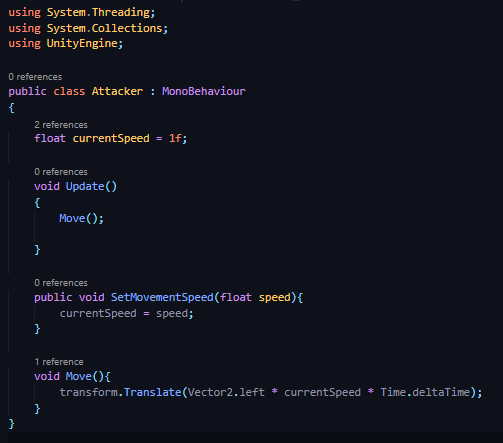 using System.Threading;
using System.Collections;
using UnityEngine;
0 references
public class Attacker : MonoBehaviour
{
2 references
float currentSpeed = 1f;
0 references
void Update()
{
Move();
}
0 references
public void SetMovementSpeed(float speed){
currentSpeed = speed;
}
1 reference
void Move(){
transform.Translate(Vector2.left * currentSpeed * Time.deltaTime);
}
}